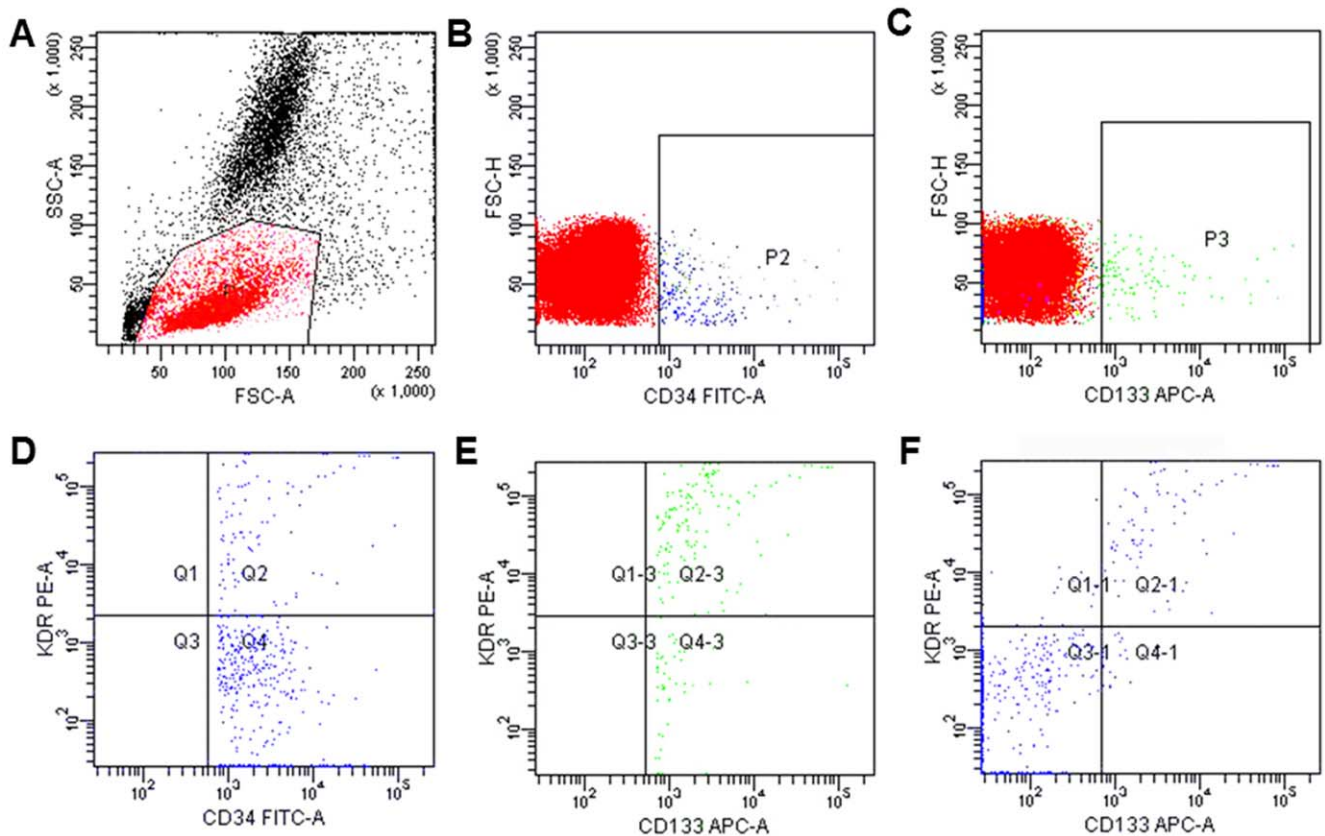 A
SSC-A
(x 1,000)
250
200
150
100
50
50 100 150 200 250
(x 1,000)
FSC-A
B
FSC-H
(x 1,000)
250
200
150
100
50
P2
10² 10³ 10⁴ 10⁵
CD34 FITC-A
C
FSC-H
(x 1,000)
250
200
150
100
50
P3
10² 10³ 10⁴ 10⁵
CD133 APC-A
D
KDR PE-A
10⁵
10⁴
10³
10²
Q1 Q2
Q3 Q4
10² 10³ 10⁴ 10⁵
CD34 FITC-A
E
KDR PE-A
10⁵
10⁴
10³
10²
Q1-3 Q2-3
Q3-3 Q4-3
10² 10³ 10⁴ 10⁵
CD133 APC-A
F
KDR PE-A
10⁵
10⁴
10³
10²
Q1-1 Q2-1
Q3-1 Q4-1
10² 10³ 10⁴ 10⁵
CD133 APC-A